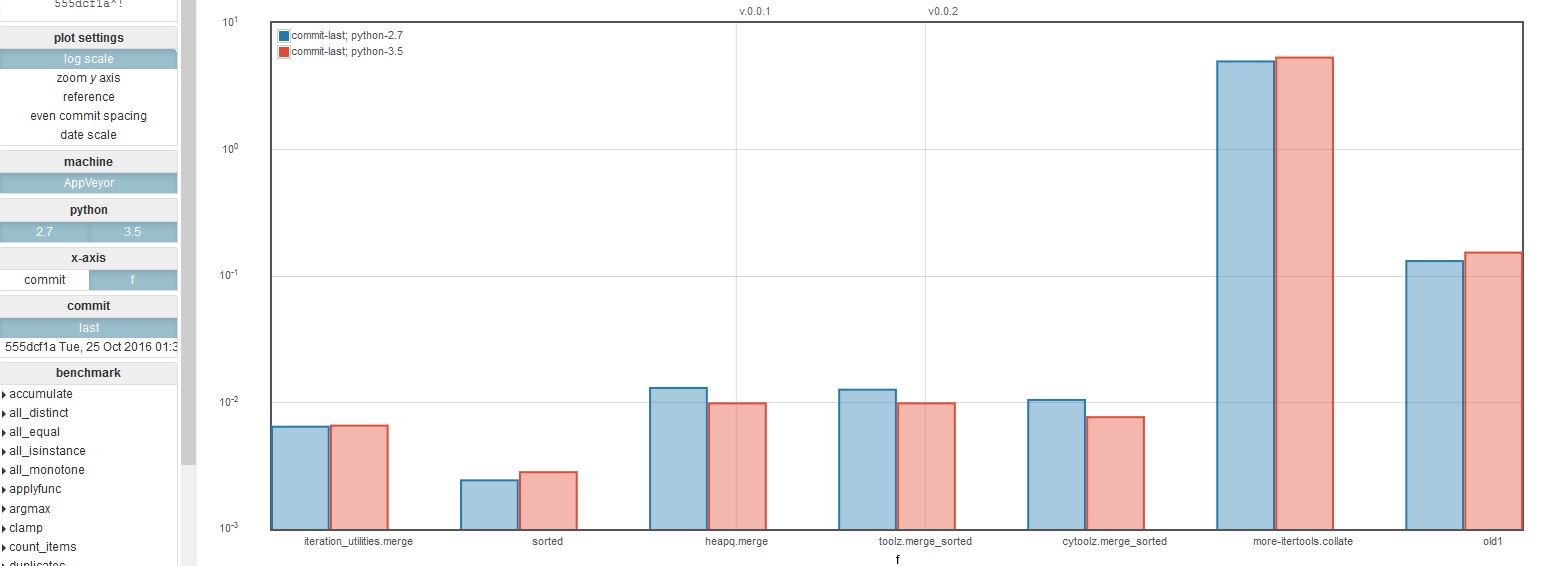 555dcf1a^!
plot settings
log scale
zoom y axis
reference
even commit spacing
date scale
machine
AppVeyor
python
2.7 3.5
x-axis
commit f
commit
last
555dcf1a Tue, 25 Oct 2016 01:3
benchmark
accumulate
all_distinct
all_equal
all_isinstance
all_monotone
applyfunc
argmax
clamp
count_items
duplicates
v.0.0.1 v0.0.2
commit-last; python-2.7
commit-last; python-3.5
10¹
10⁰
10⁻¹
10⁻²
10⁻³
iteration_utilities.merge sorted heapq.merge toolz.merge_sorted cytoolz.merge_sorted more-itertools.collate old1
f